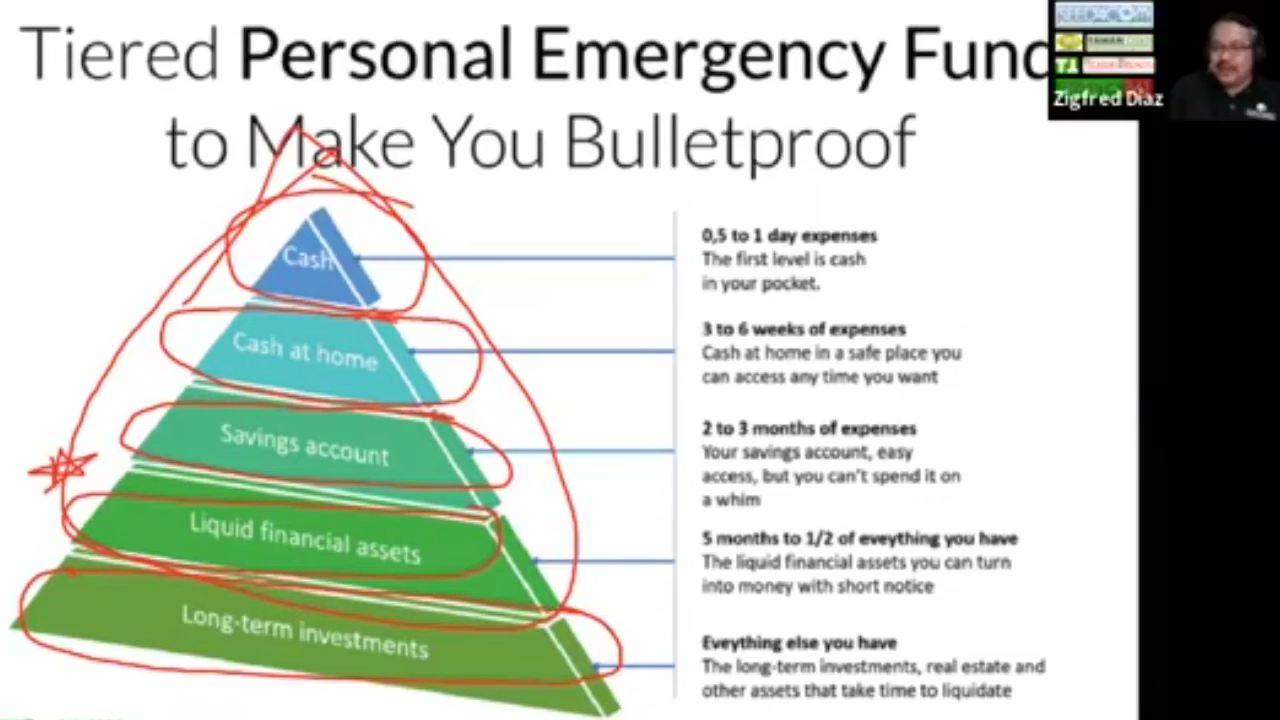 Tiered Personal Emergency Fund
to Make You Bulletproof
Zigfred Diaz
Cash
0,5 to 1 day expenses
The first level is cash
in your pocket.
Cash at home
3 to 6 weeks of expenses
Cash at home in a safe place you
can access any time you want
Savings account
2 to 3 months of expenses
Your savings account, easy
access, but you can't spend it on
a whim
Liquid financial assets
5 months to 1/2 of eveything you have
The liquid financial assets you can turn
into money with short notice
Long-term investments
Eveything else you have
The long-term investments, real estate and
other assets that take time to liquidate